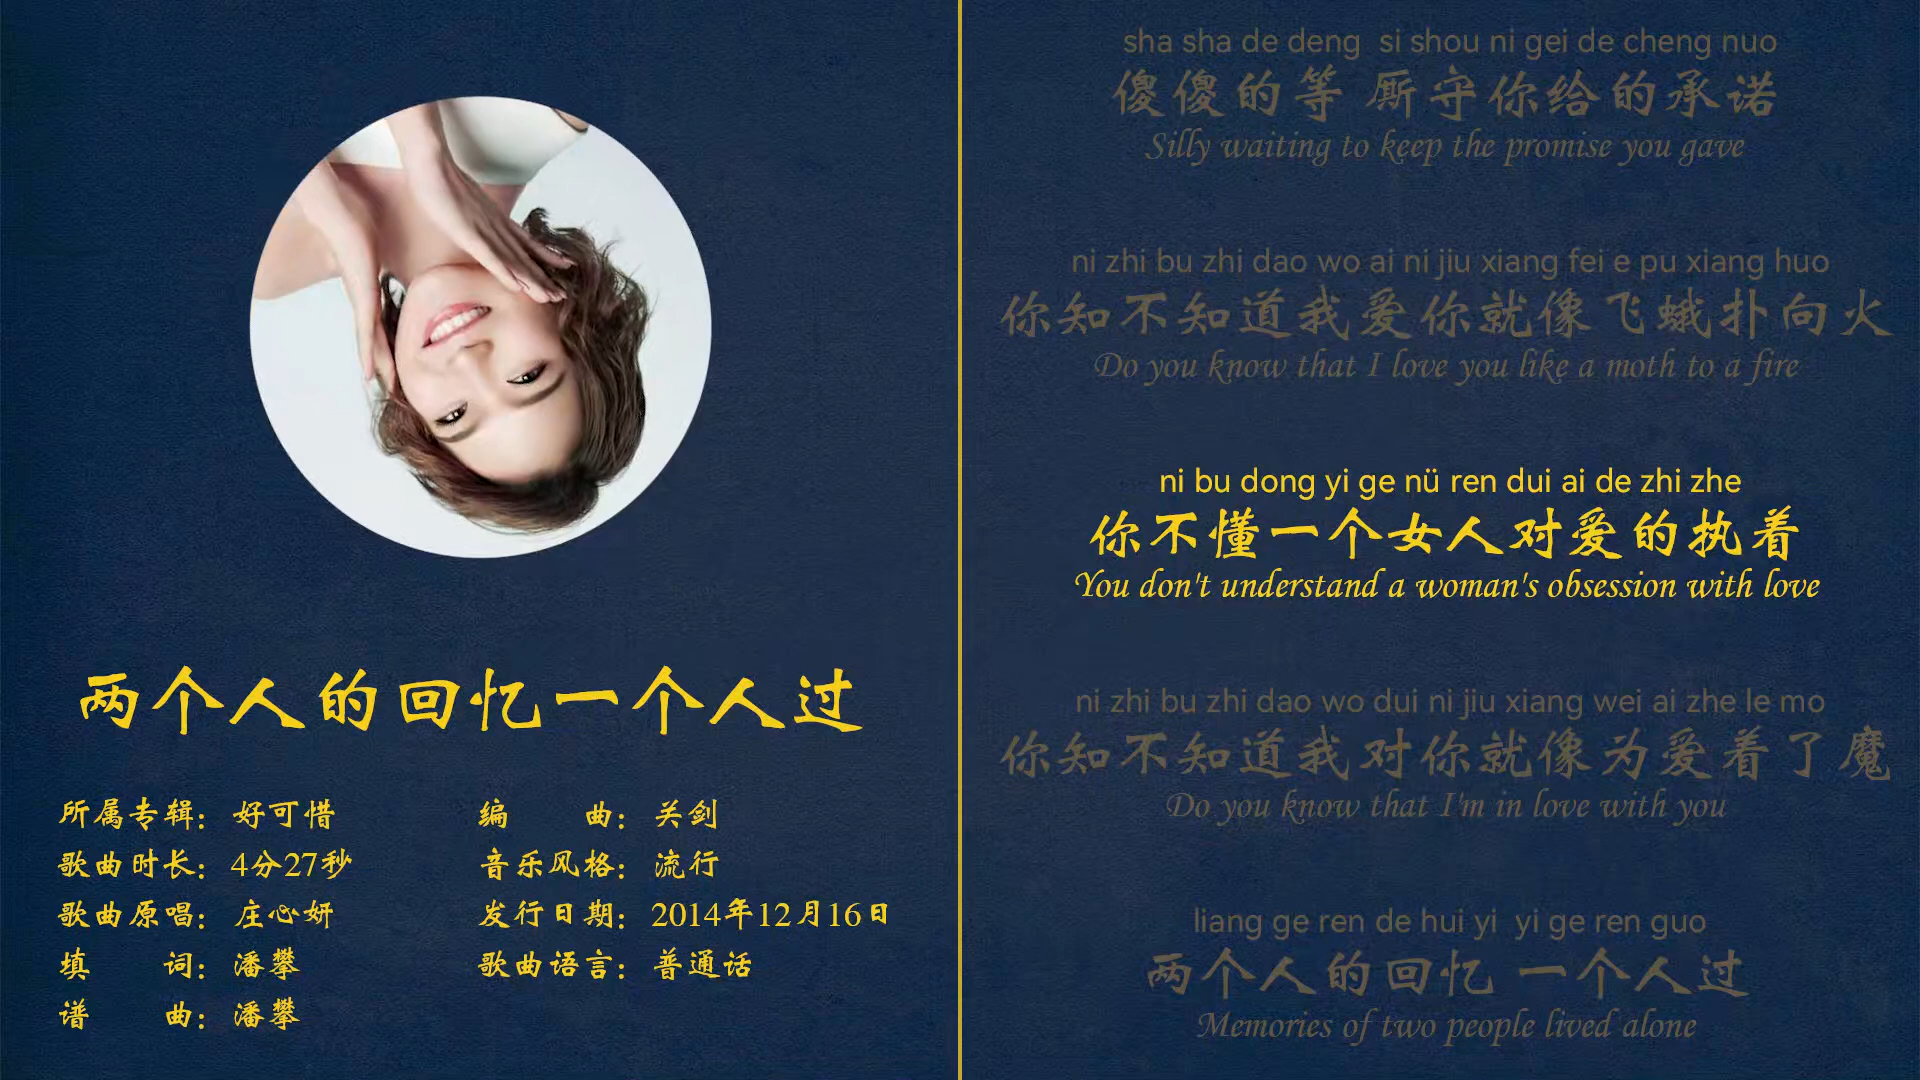 两个人的回忆一个人过
所属专辑：好可惜
歌曲时长：4分27秒
歌曲原唱：庄心妍
填 词：潘攀
谱 曲：潘攀
编 曲：关剑
音乐风格：流行
发行日期：2014年12月16日
歌曲语言：普通话
sha sha de deng si shou ni gei de cheng nuo
傻傻的等 厮守你给的承诺
Silly waiting to keep the promise you gave
ni zhi bu zhi dao wo ai ni jiu xiang fei e pu xiang huo
你知不知道我爱你就像飞蛾扑向火
Do you know that I love you like a moth to a fire
ni bu dong yi ge nü ren dui ai de zhi zhe
你不懂一个女人对爱的执着
You don't understand a woman's obsession with love
ni zhi bu zhi dao wo dui ni jiu xiang wei ai zhe le mo
你知不知道我对你就像为爱着了魔
Do you know that I'm in love with you
liang ge ren de hui yi yi ge ren guo
两个人的回忆 一个人过
Memories of two people lived alone